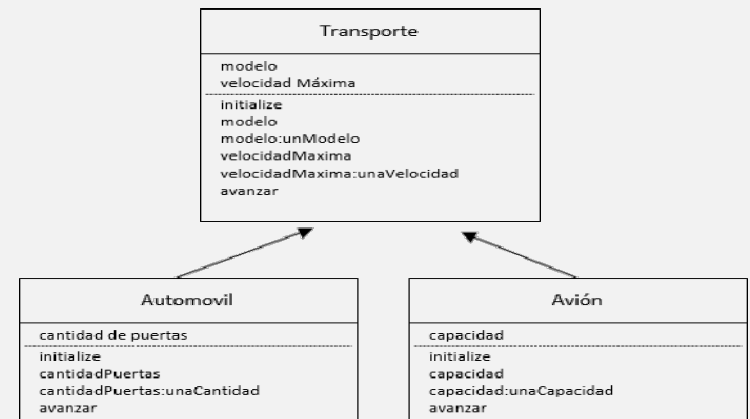 Transporte
modelo
velocidad Máxima
initialize
modelo
modelo:unModelo
velocidadMaxima
velocidadMaxima:unaVelocidad
avanzar
Automovil
cantidad de puertas
initialize
cantidadPuertas
cantidadPuertas:unaCantidad
avanzar
Avión
capacidad
initialize
capacidad
capacidad:unaCapacidad
avanzar